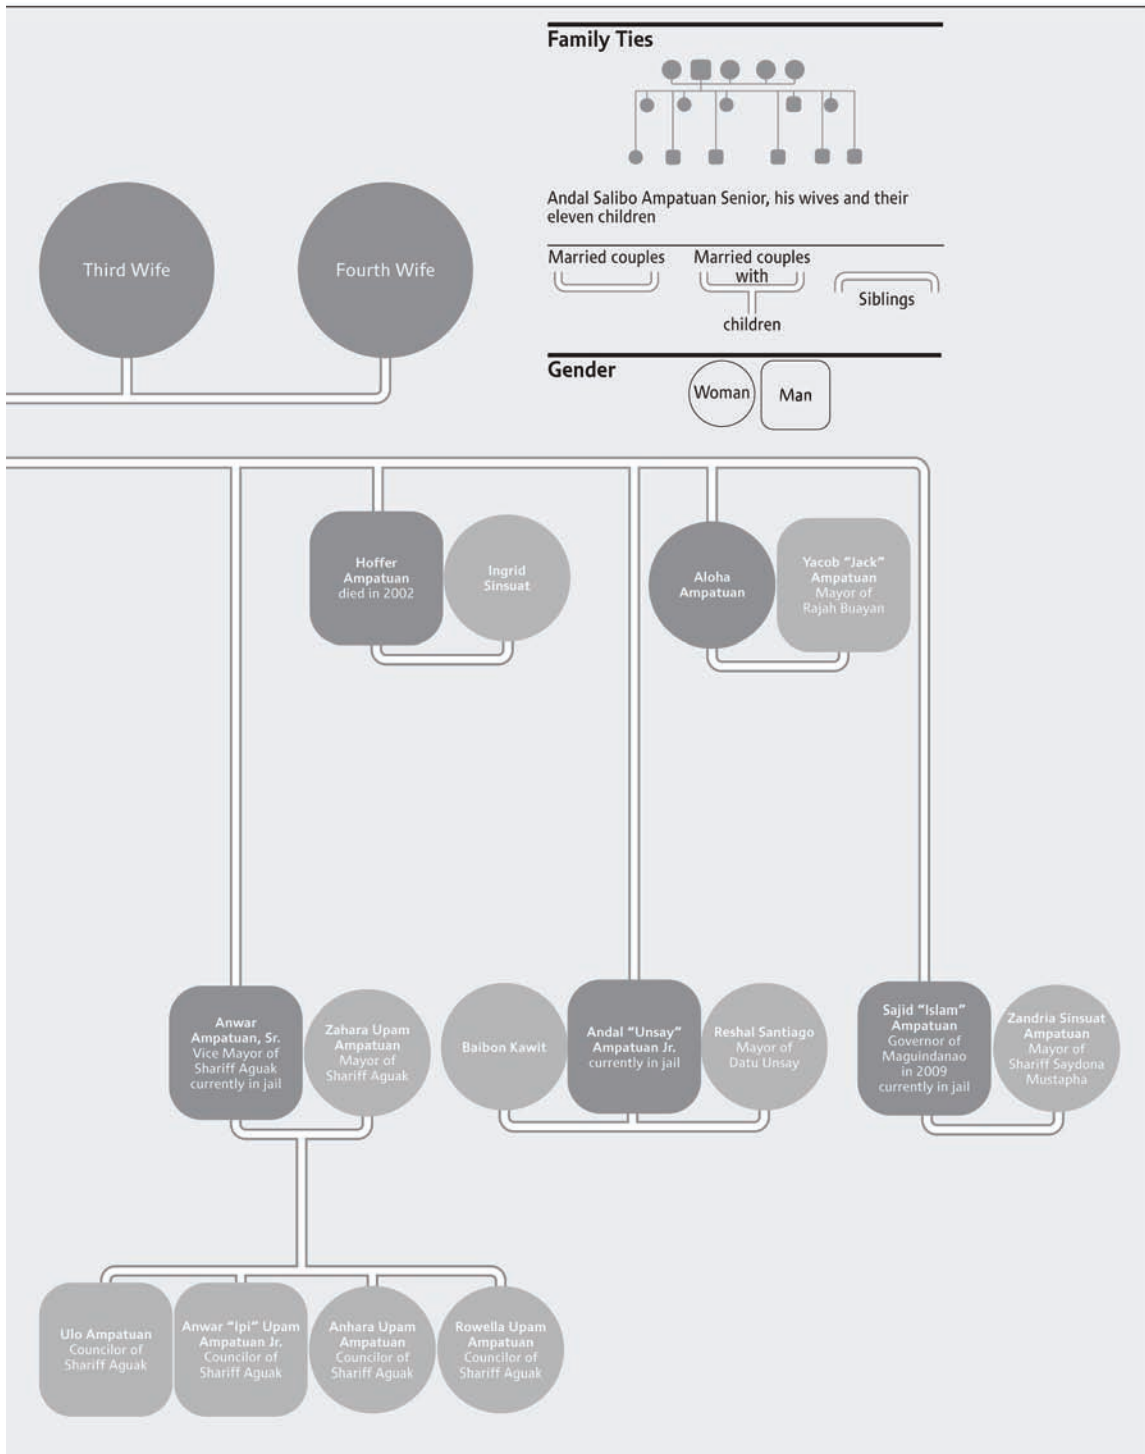 Family Ties
Andal Salibo Ampatuan Senior, his wives and their
eleven children
Married couples
Married couples
with
children
Siblings
Gender
Woman
Man
Third Wife
Fourth Wife
Hoffer
Ampatuan
died in 2002
Ingrid
Sinsuat
Aloha
Ampatuan
Yacob "Jack"
Ampatuan
Mayor of
Rajah Buayan
Anwar
Ampatuan, Sr.
Vice Mayor of
Shariff Aguak
currently in jail
Zahara Upam
Ampatuan
Mayor of
Shariff Aguak
Baibon Kawit
Andal "Unsay"
Ampatuan Jr.
currently in jail
Reshal Santiago
Mayor of
Datu Unsay
Sajid "Islam"
Ampatuan
Governor of
Maguindanao
in 2009
currently in jail
Zandria Sinsuat
Ampatuan
Mayor of
Shariff Saydona
Mustapha
Ulo Ampatuan
Councilor of
Shariff Aguak
Anwar "Ipi" Upam
Ampatuan Jr.
Councilor of
Shariff Aguak
Anhara Upam
Ampatuan
Councilor of
Shariff Aguak
Rowella Upam
Ampatuan
Councilor of
Shariff Aguak